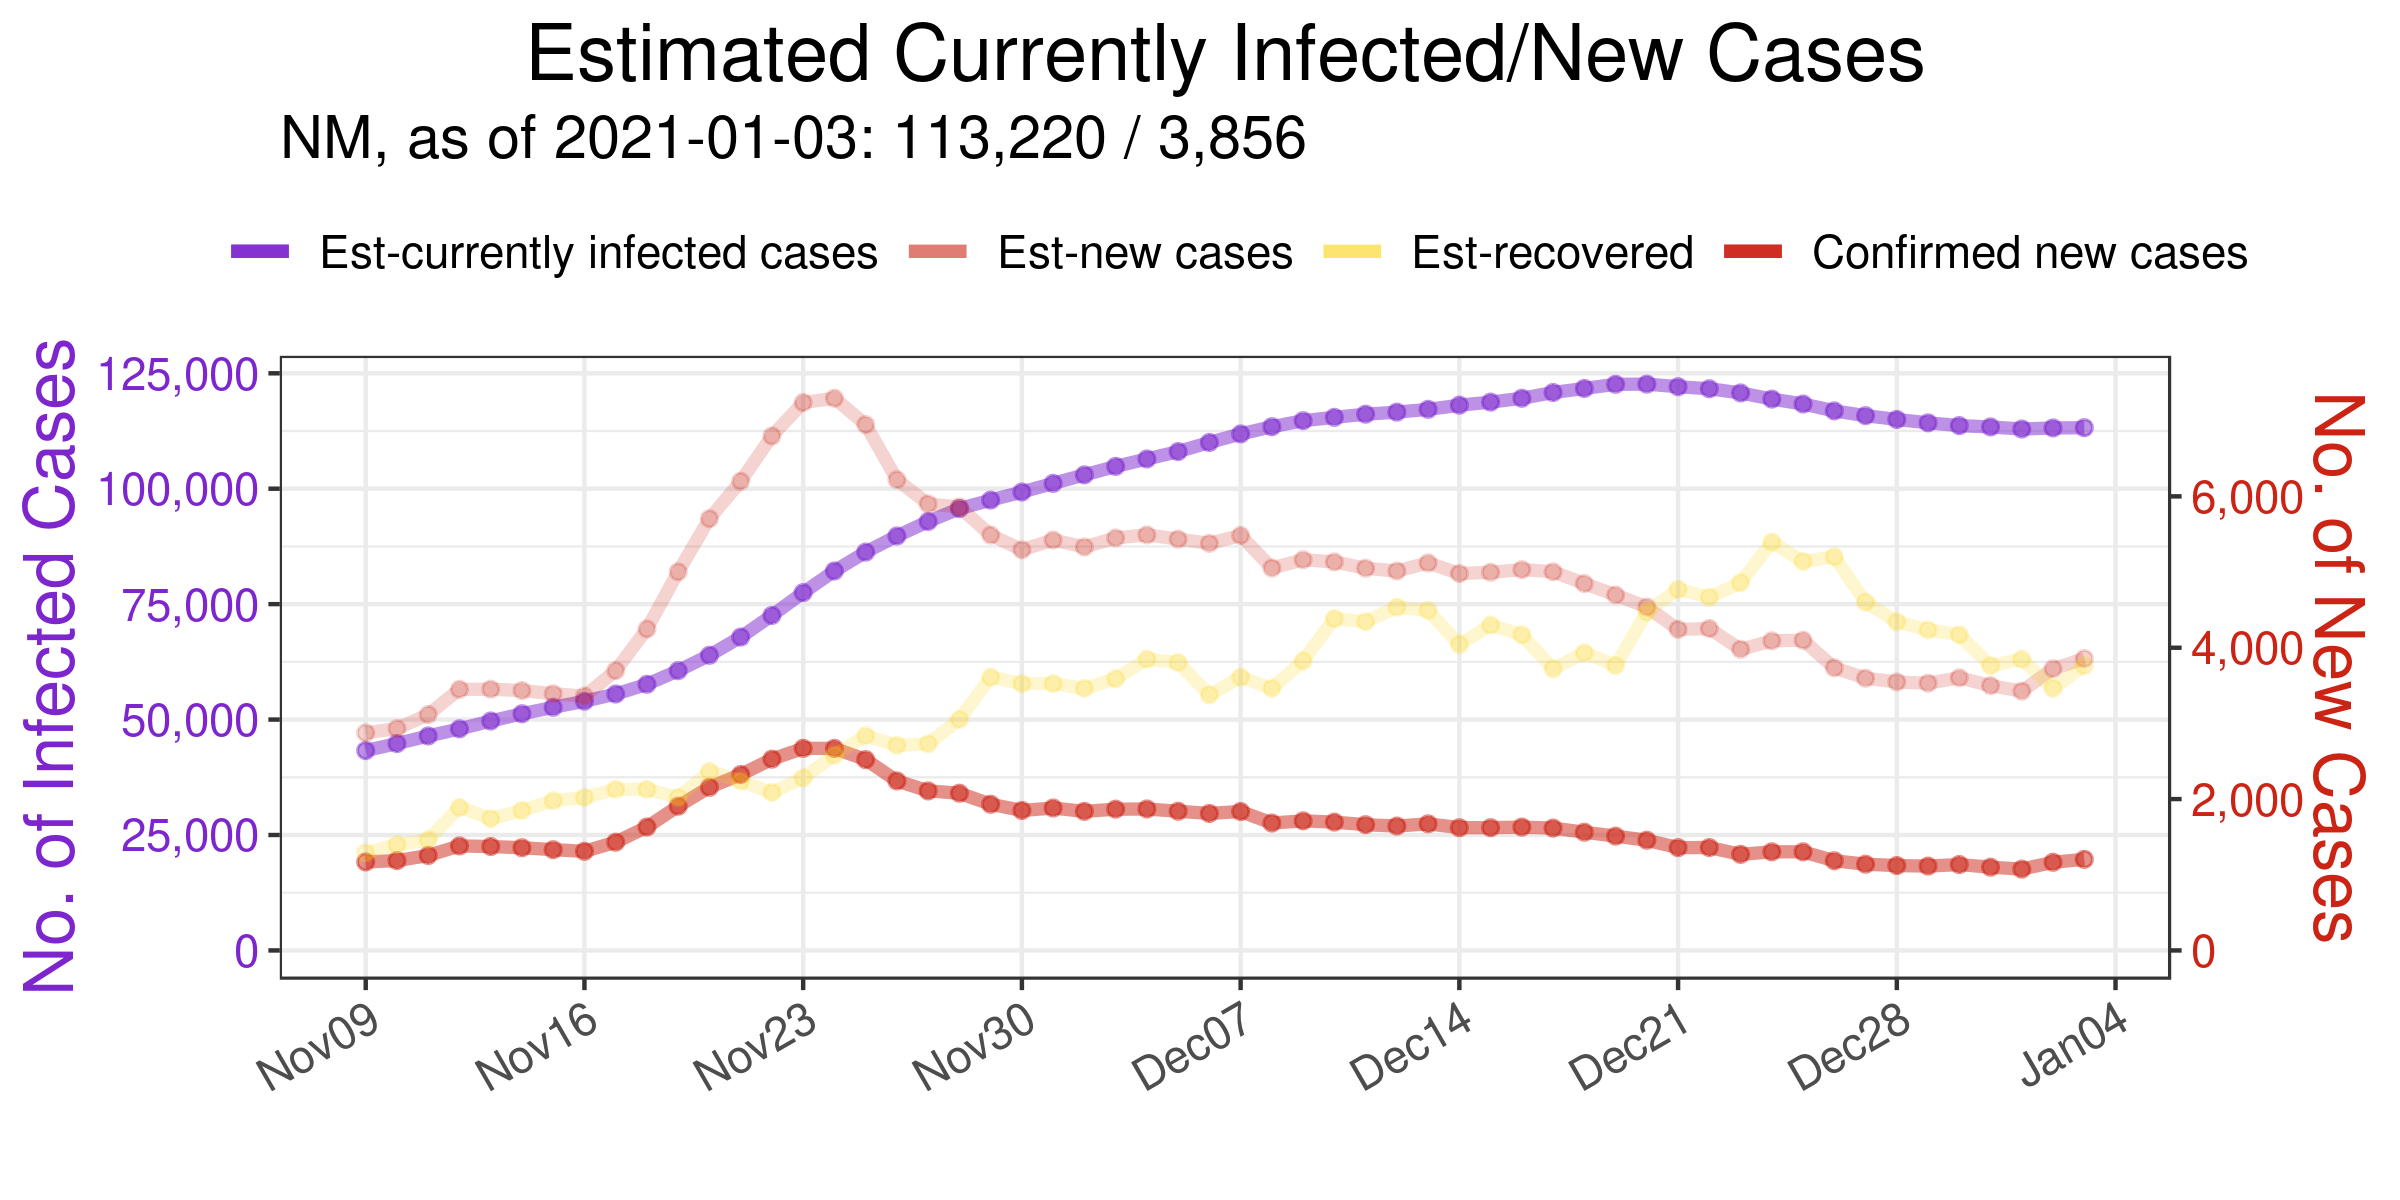 Estimated Currently Infected/New Cases
NM, as of 2021-01-03: 113,220 / 3,856
Est-currently infected cases
Est-new cases
Est-recovered
Confirmed new cases
No. of Infected Cases
125,000
100,000
75,000
50,000
25,000
0
No. of New Cases
6,000
4,000
2,000
0
Nov09
Nov16
Nov23
Nov30
Dec07
Dec14
Dec21
Dec28
Jan04